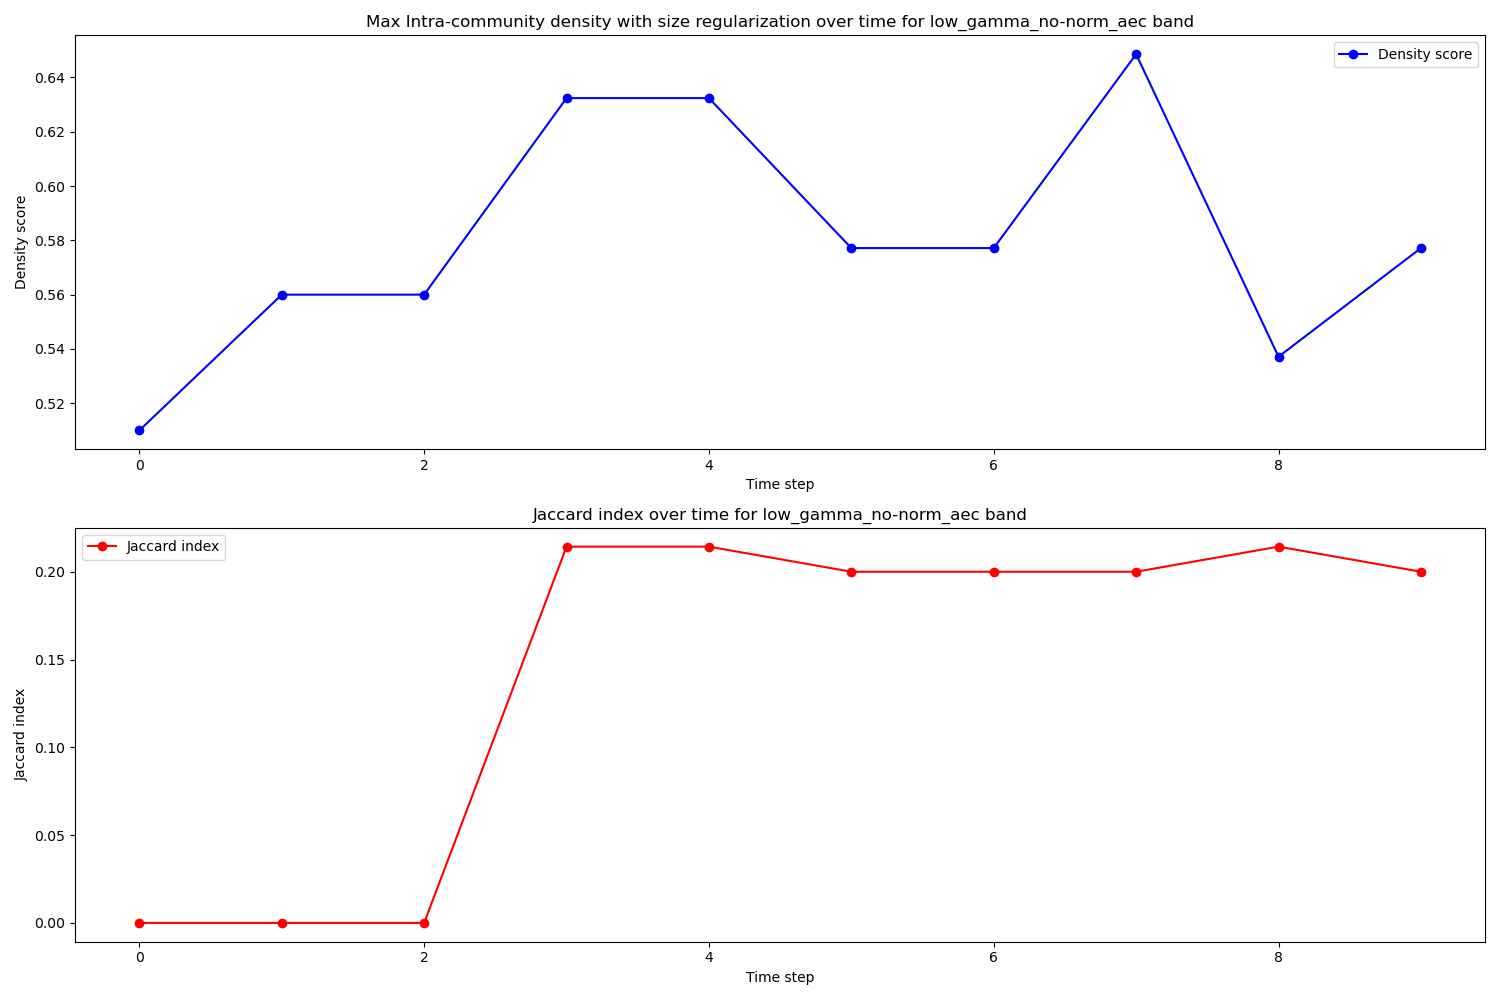 Max Intra-community density with size regularization over time for low_gamma_no-norm_aec band
Density score
0.64
0.62
0.60
0.58
0.56
0.54
0.52
Density score
0 2 4 6 8
Time step
Jaccard index over time for low_gamma_no-norm_aec band
Jaccard index
0.20
0.15
0.10
0.05
0.00
Jaccard index
0 2 4 6 8
Time step